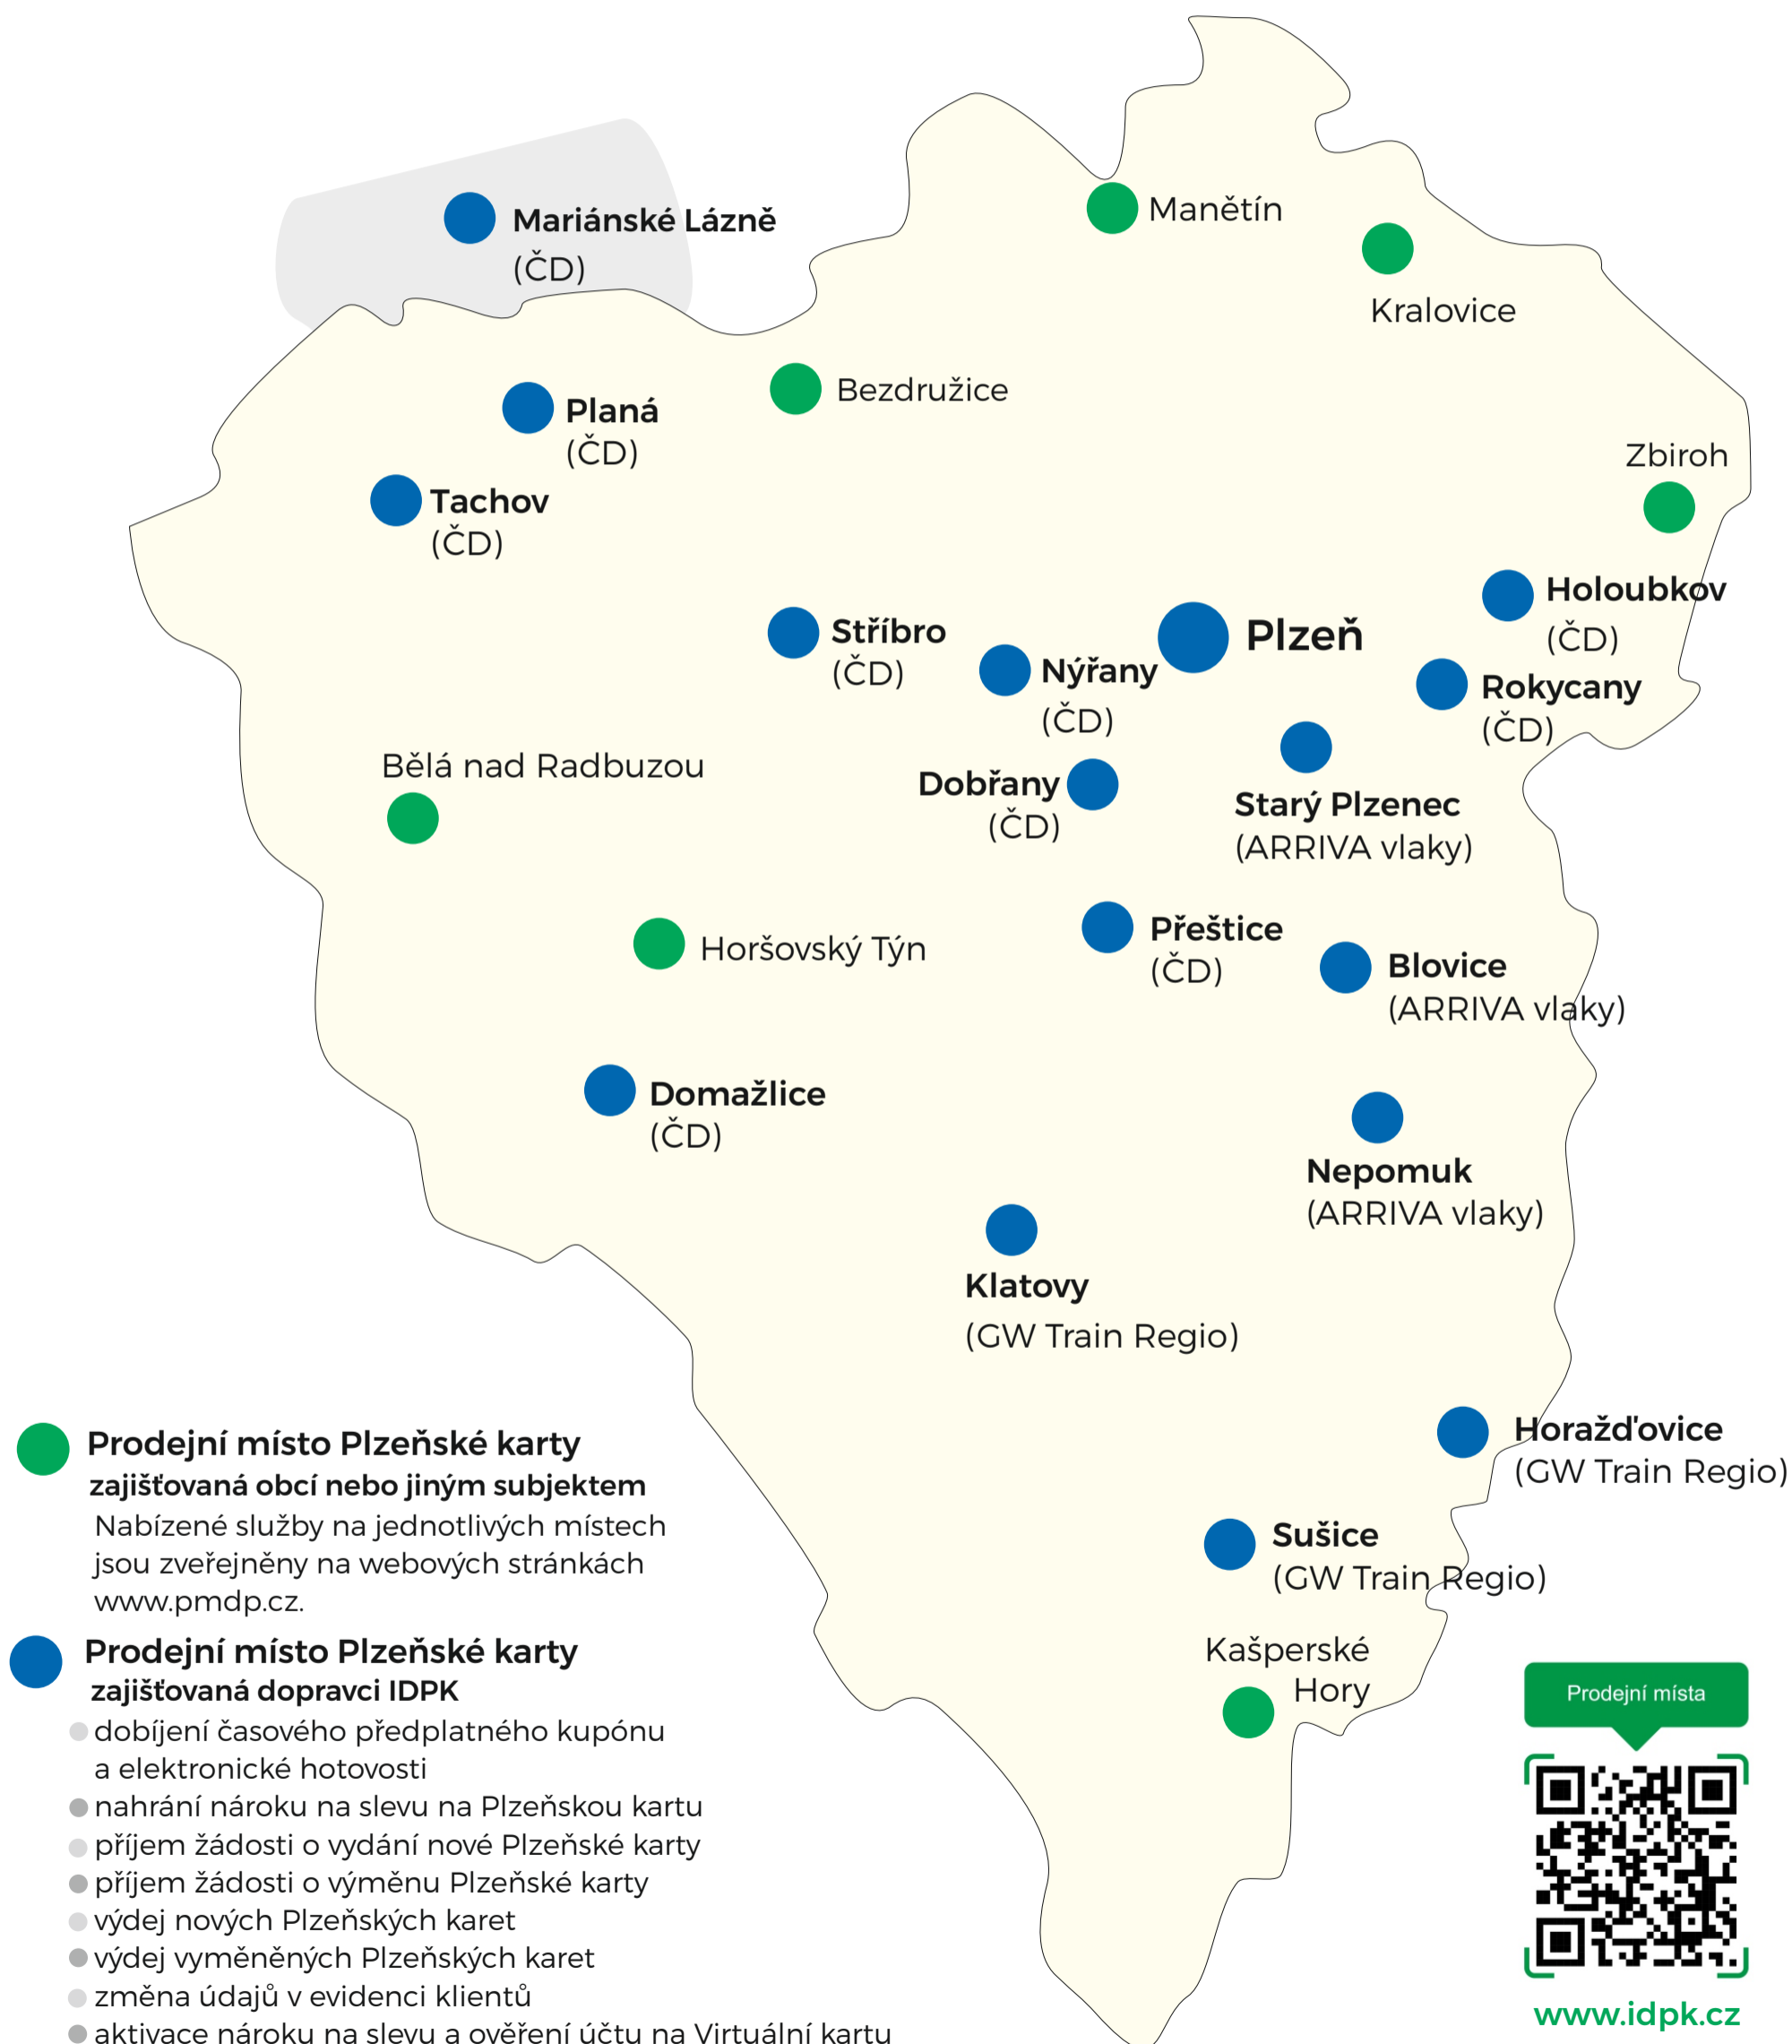 Mariánské Lázně
(ČD)
Manětín
Kralovice
Bezdružice
Planá
(ČD)
Tachov
(ČD)
Zbiroh
Holoubkov
(ČD)
Stříbro
(ČD)
Nýřany
(ČD)
Plzeň
Rokycany
(ČD)
Bělá nad Radbuzou
Dobřany
(ČD)
Starý Plzenec
(ARRIVA vlaky)
Horšovský Týn
Přeštice
(ČD)
Blovice
(ARRIVA vlaky)
Domažlice
(ČD)
Nepomuk
(ARRIVA vlaky)
Klatovy
(GW Train Regio)
Horažďovice
(GW Train Regio)
Sušice
(GW Train Regio)
Kašperské
Hory
Prodejní místo Plzeňské karty
zajišťovaná obcí nebo jiným subjektem
Nabízené služby na jednotlivých místech
jsou zveřejněny na webových stránkách
www.pmdp.cz.
Prodejní místo Plzeňské karty
zajišťovaná dopravci IDPK
dobíjení časového předplatného kupónu
a elektronické hotovosti
nahrání nároku na slevu na Plzeňskou kartu
příjem žádosti o vydání nové Plzeňské karty
příjem žádosti o výměnu Plzeňské karty
výdej nových Plzeňských karet
výdej vyměněných Plzeňských karet
změna údajů v evidenci klientů
aktivace nároku na slevu a ověření účtu na Virtuální kartu
Prodejní místa
www.idpk.cz